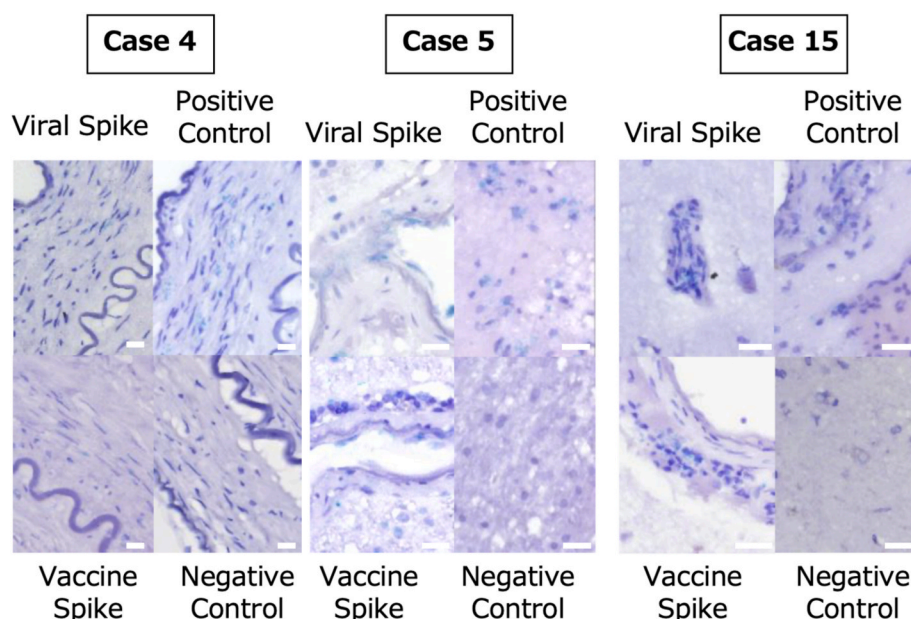 Case 4
Case 5
Case 15
Viral Spike
Positive
Control
Viral Spike
Positive
Control
Viral Spike
Positive
Control
Vaccine
Spike
Negative
Control
Vaccine
Spike
Negative
Control
Vaccine
Spike
Negative
Control